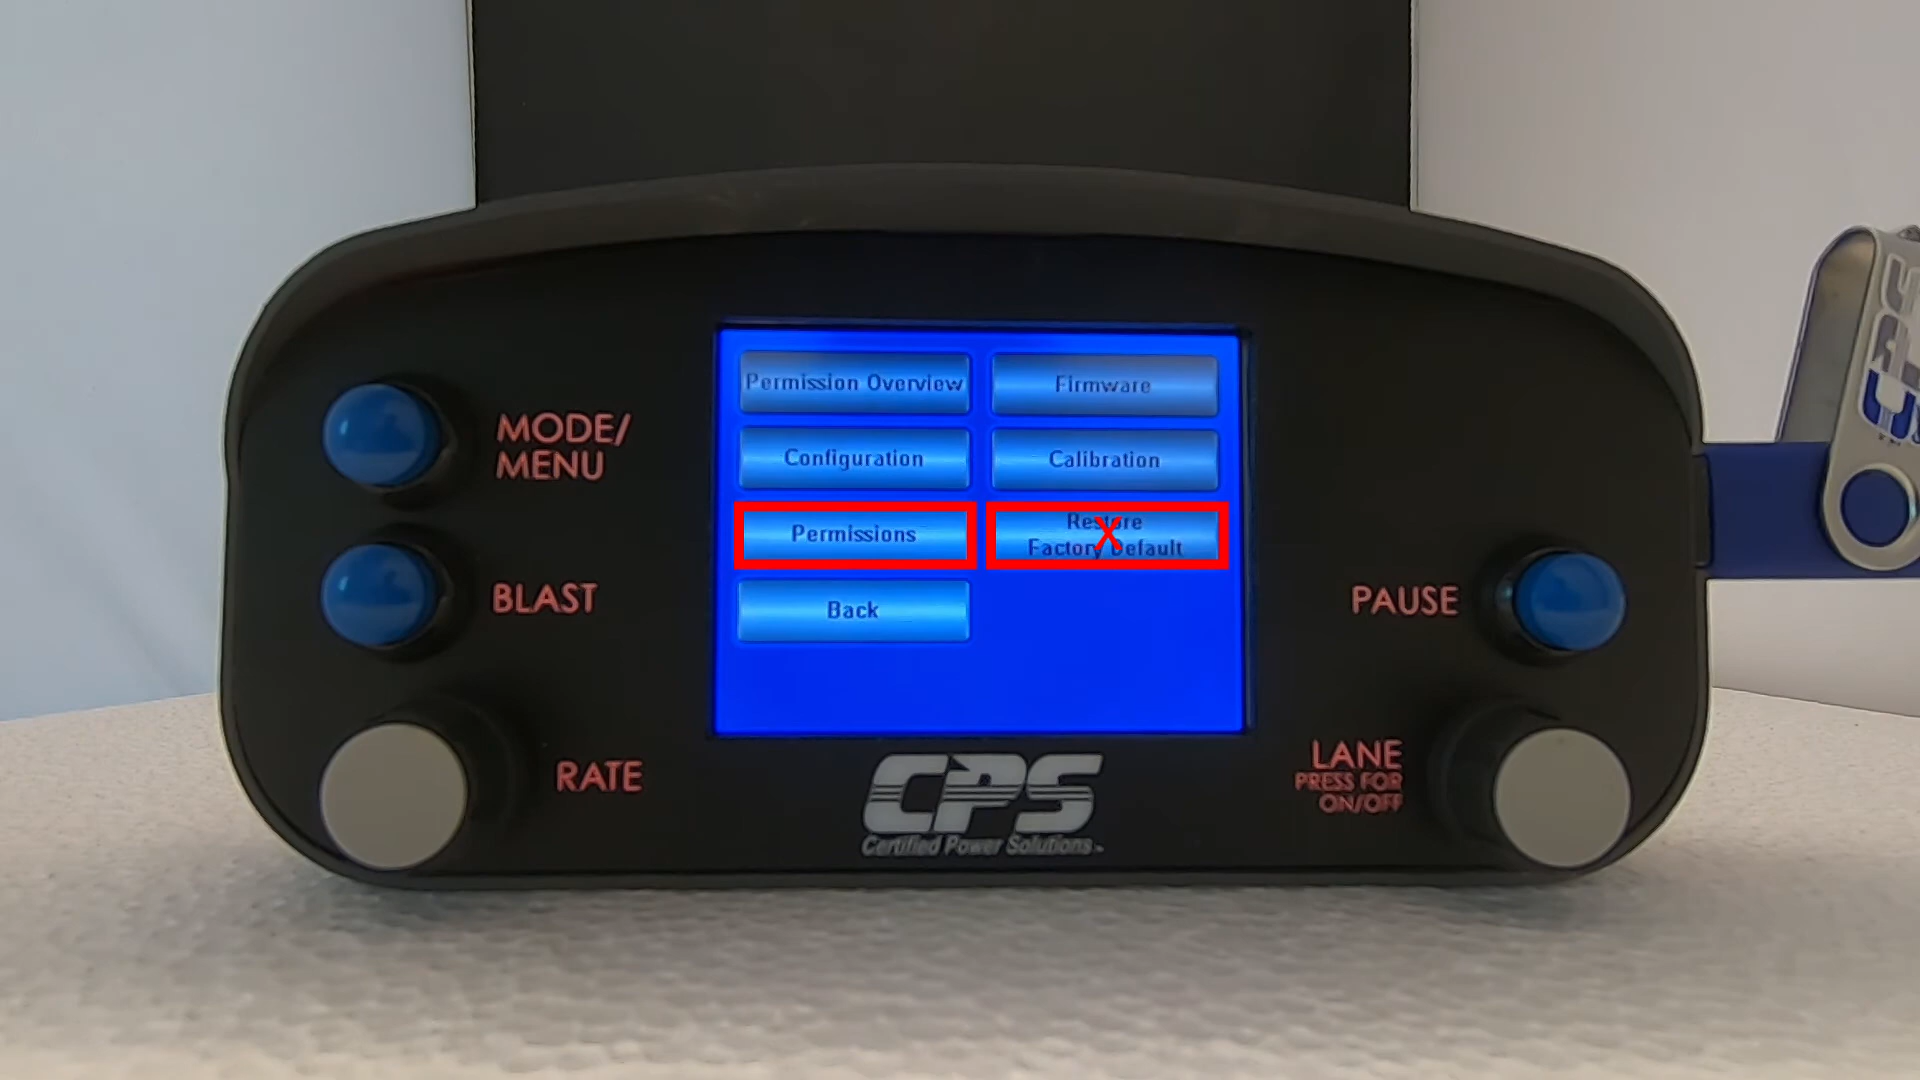 Permission Overview
Firmware
Configuration
Calibration
Permissions
Restore
Factory Default
X
Back
MODE/
MENU
BLAST
RATE
PAUSE
LANE
PRESS FOR
ON/OFF
CPS
Certified Power Solutions